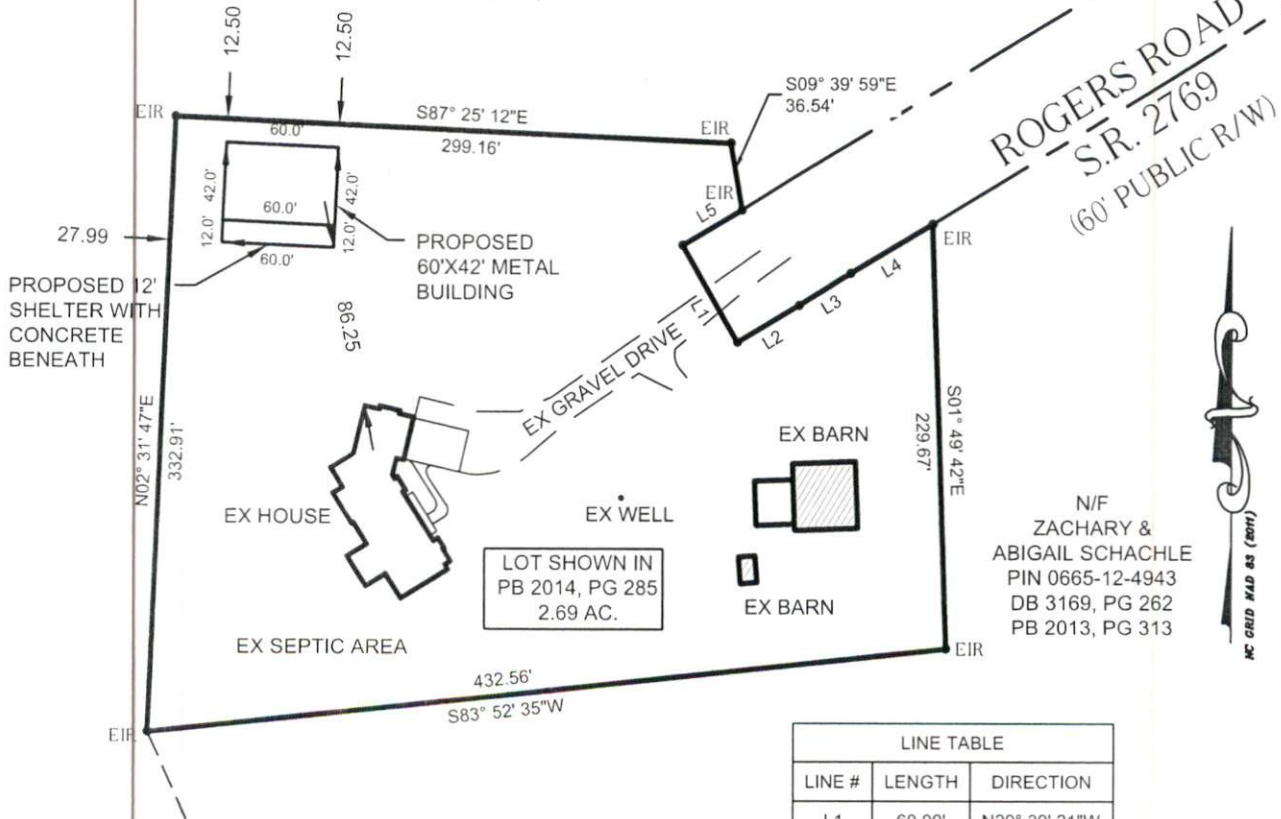 12.50
12.50
ROGERS ROAD
S.R. 2769
(60' PUBLIC R/W)
S09° 39' 59"E
36.54'
EIR
S87° 25' 12"E
299.16'
EIR
EIR
60.0'
42.0'
42.0'
60.0'
12.0'
12.0'
60.0'
27.99
PROPOSED 12'
SHELTER WITH
CONCRETE
BENEATH
PROPOSED
60'X42' METAL
BUILDING
86.25
L5
L1
L2
L3
L4
EIR
EX GRAVEL DRIVE
N02° 31' 47"E
332.91'
S01° 49' 42"E
229.67'
EX HOUSE
EX WELL
EX BARN
EX BARN
LOT SHOWN IN
PB 2014, PG 285
2.69 AC.
N/F
ZACHARY &
ABIGAIL SCHACHLE
PIN 0665-12-4943
DB 3169, PG 262
PB 2013, PG 313
NC GRID NAD 83 (2011)
EX SEPTIC AREA
EIR
432.56'
S83° 52' 35"W
EIR
LINE TABLE
LINE # LENGTH DIRECTION
L1